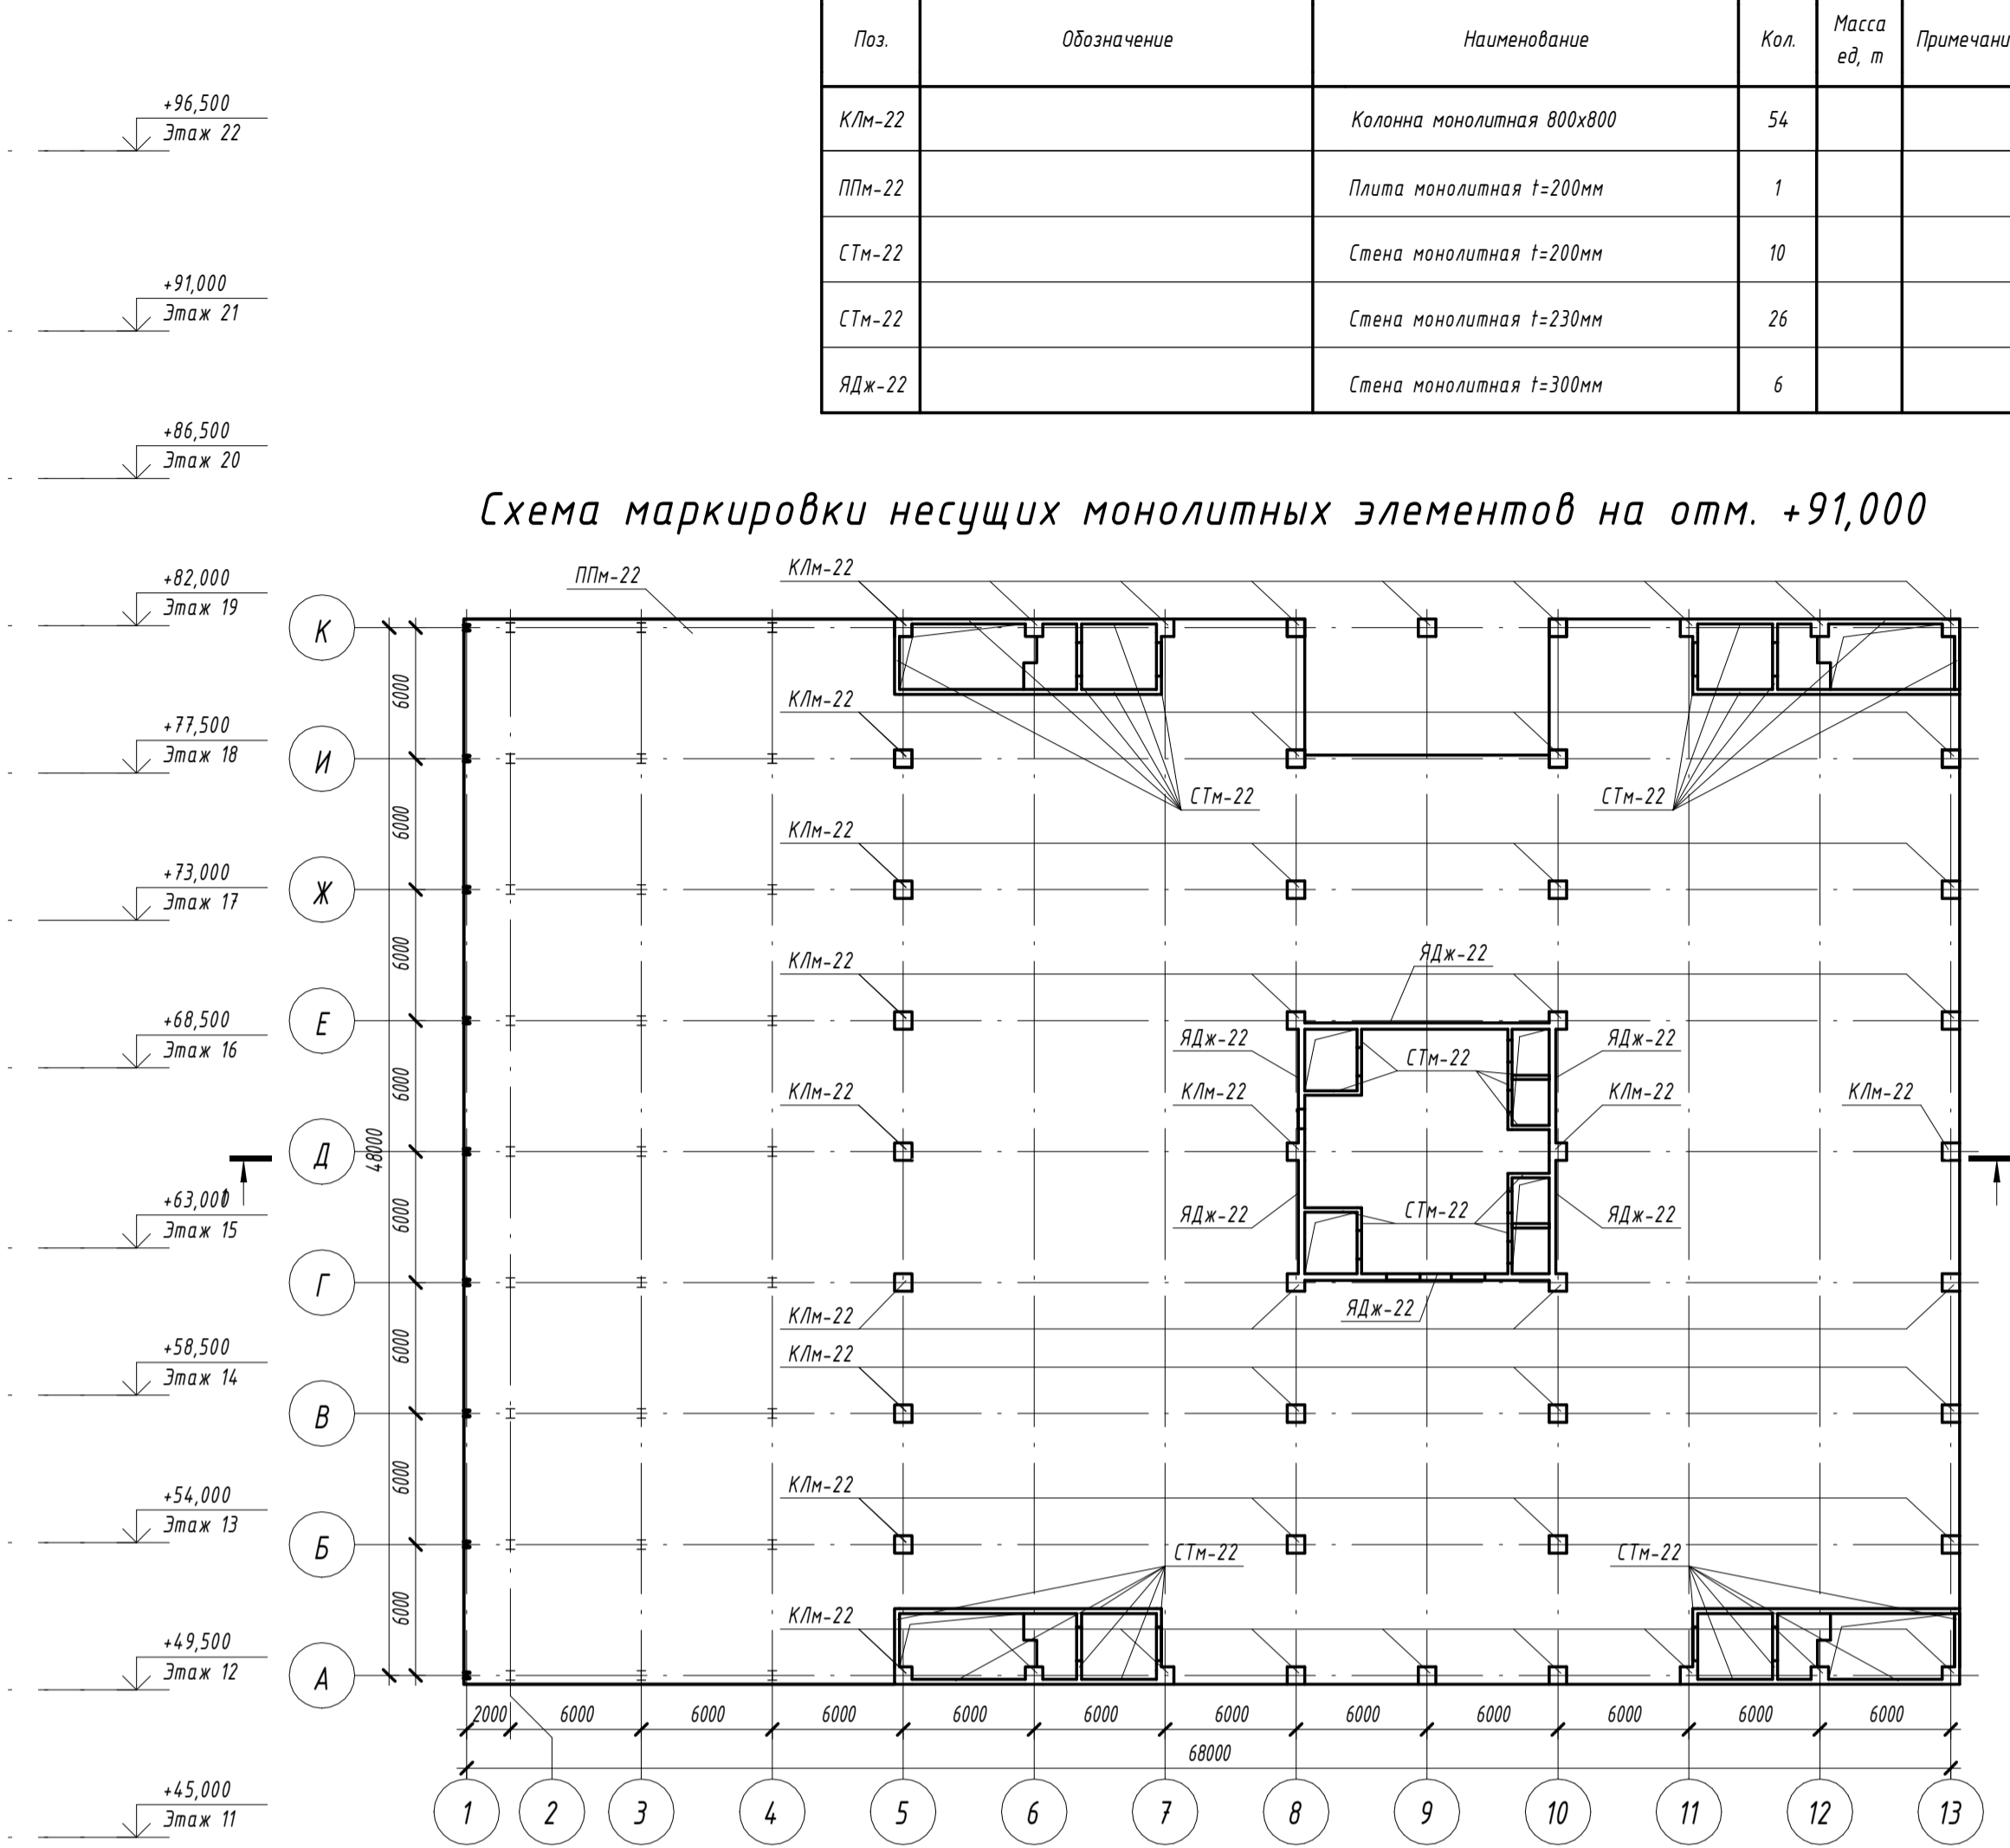 Поз.
Обозначение
Наименование
Кол.
Масса
ед, т
Примечани
КЛм-22
Колонна монолитная 800х800
54
ППм-22
Плита монолитная t=200мм
1
СТм-22
Стена монолитная t=200мм
10
СТм-22
Стена монолитная t=230мм
26
ЯДж-22
Стена монолитная t=300мм
6
+96,500
Этаж 22
+91,000
Этаж 21
+86,500
Этаж 20
+82,000
Этаж 19
+77,500
Этаж 18
+73,000
Этаж 17
+68,500
Этаж 16
+63,000
Этаж 15
+58,500
Этаж 14
+54,000
Этаж 13
+49,500
Этаж 12
+45,000
Этаж 11
Схема маркировки несущих монолитных элементов на отм. +91,000
ППм-22
КЛм-22
К
6000
КЛм-22
И
СТм-22
СТм-22
6000
КЛм-22
Ж
6000
КЛм-22
ЯДж-22
Е
ЯДж-22
СТм-22
ЯДж-22
6000
КЛм-22
КЛм-22
КЛм-22
КЛм-22
Д
48000
6000
ЯДж-22
СТм-22
ЯДж-22
Г
КЛм-22
ЯДж-22
6000
КЛм-22
В
6000
КЛм-22
Б
СТм-22
СТм-22
6000
КЛм-22
А
2000
6000
6000
6000
6000
6000
6000
6000
6000
6000
6000
6000
68000
1
2
3
4
5
6
7
8
9
10
11
12
13